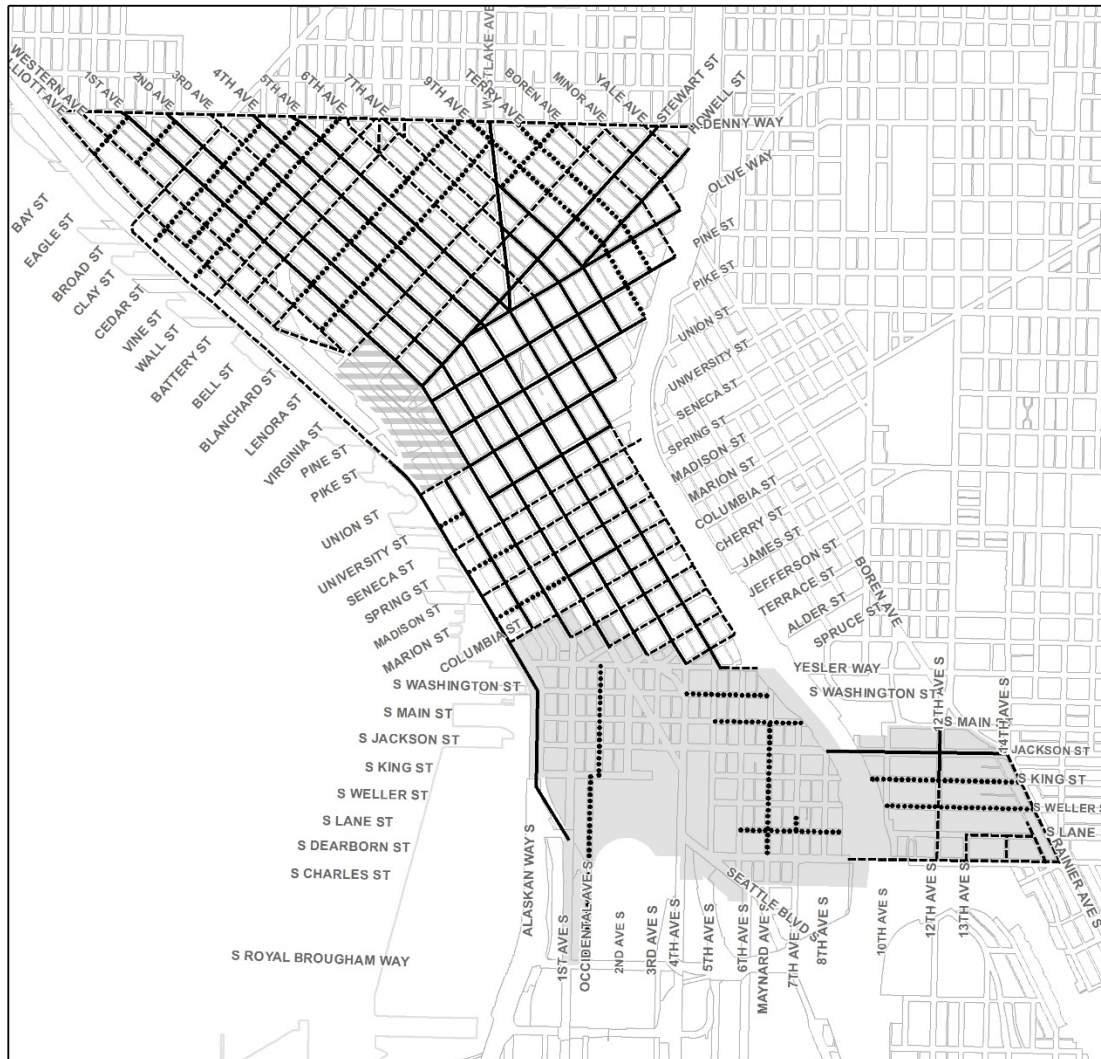 WESTERN AVE
ELLIOTT AVE
1ST AVE
2ND AVE
3RD AVE
4TH AVE
5TH AVE
6TH AVE
7TH AVE
9TH AVE
WESTLAKE AVE
TERRY AVE
BOREN AVE
MINOR AVE
YALE AVE
STEWART ST
HOWELL ST
DENNY WAY
OLIVE WAY
PINE ST
PIKE ST
UNION ST
UNIVERSITY ST
SENECA ST
SPRING ST
MADISON ST
MARION ST
COLUMBIA ST
CHERRY ST
JAMES ST
JEFFERSON ST
TERRACE ST
ALDER ST
SPRUCE ST
BOREN AVE
YESLER WAY
BAY ST
EAGLE ST
BROAD ST
CLAY ST
CEDAR ST
VINE ST
WALL ST
BATTERY ST
BELL ST
BLANCHARD ST
LENORA ST
VIRGINIA ST
PINE ST
PIKE ST
UNION ST
UNIVERSITY ST
SENECA ST
SPRING ST
MADISON ST
MARION ST
COLUMBIA ST
S WASHINGTON ST
S MAIN ST
S JACKSON ST
S KING ST
S WELLER ST
S LANE ST
S DEARBORN ST
S CHARLES ST
S ROYAL BROUGHAM WAY
S WASHINGTON ST
12TH AVE S
S MAIN
14TH AVE S
JACKSON ST
S KING ST
S WELLER S
S LANE
RAINIER AVE S
ALASKAN WAY S
1ST AVE S
OCCIDENTAL AVE S
2ND AVE S
3RD AVE S
4TH AVE S
5TH AVE S
6TH AVE S
MAYNARD AVE S
7TH AVE S
8TH AVE S
SEATTLE BLVD S
10TH AVE S
12TH AVE S
13TH AVE S